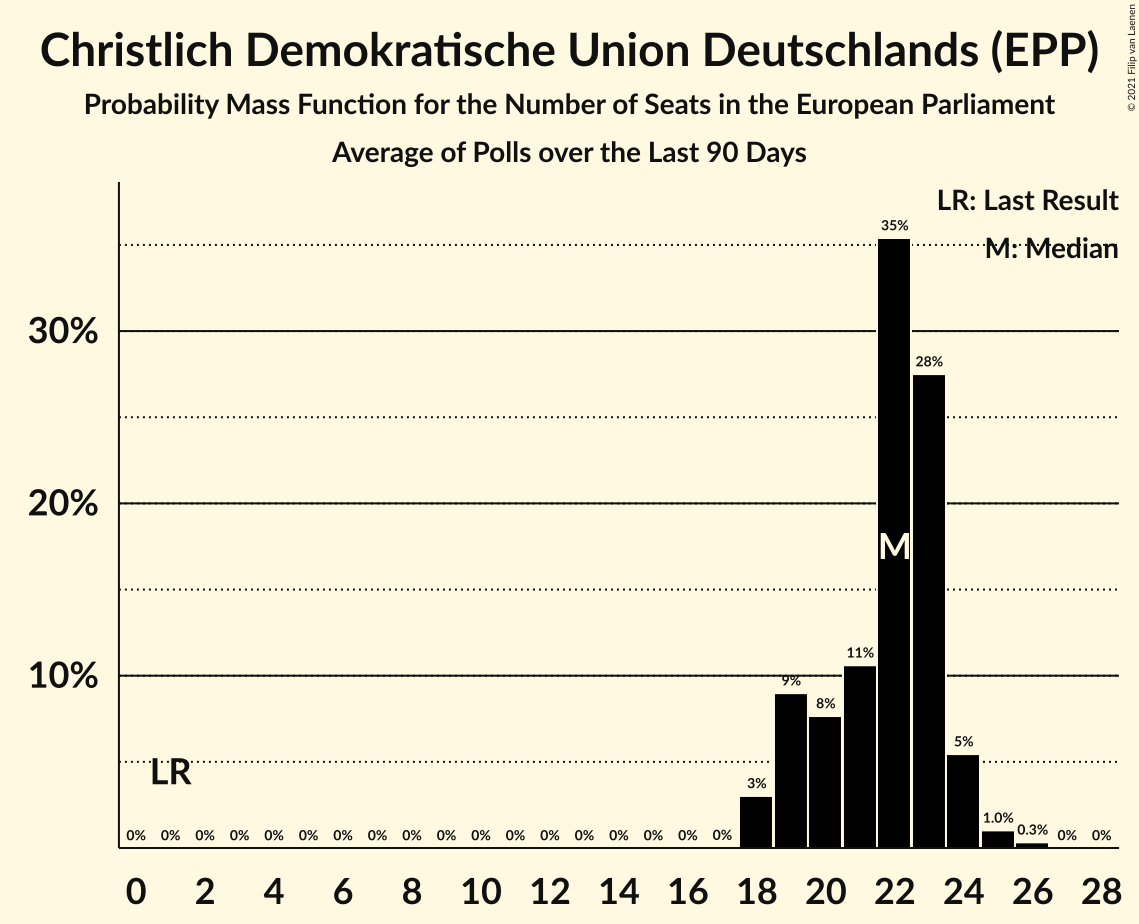 Christlich Demokratische Union Deutschlands (EPP)
Probability Mass Function for the Number of Seats in the European Parliament
Average of Polls over the Last 90 Days
© 2021 Filip van Laenen
LR: Last Result
M: Median
35%
30%
28%
20%
M
11%
10%
9%
8%
5%
LR
3%
0% 0% 0% 0% 0% 0% 0% 0% 0% 0% 0% 0% 0% 0% 0% 0% 0% 0% 1.0% 0.3% 0% 0%
0 2 4 6 8 10 12 14 16 18 20 22 24 26 28